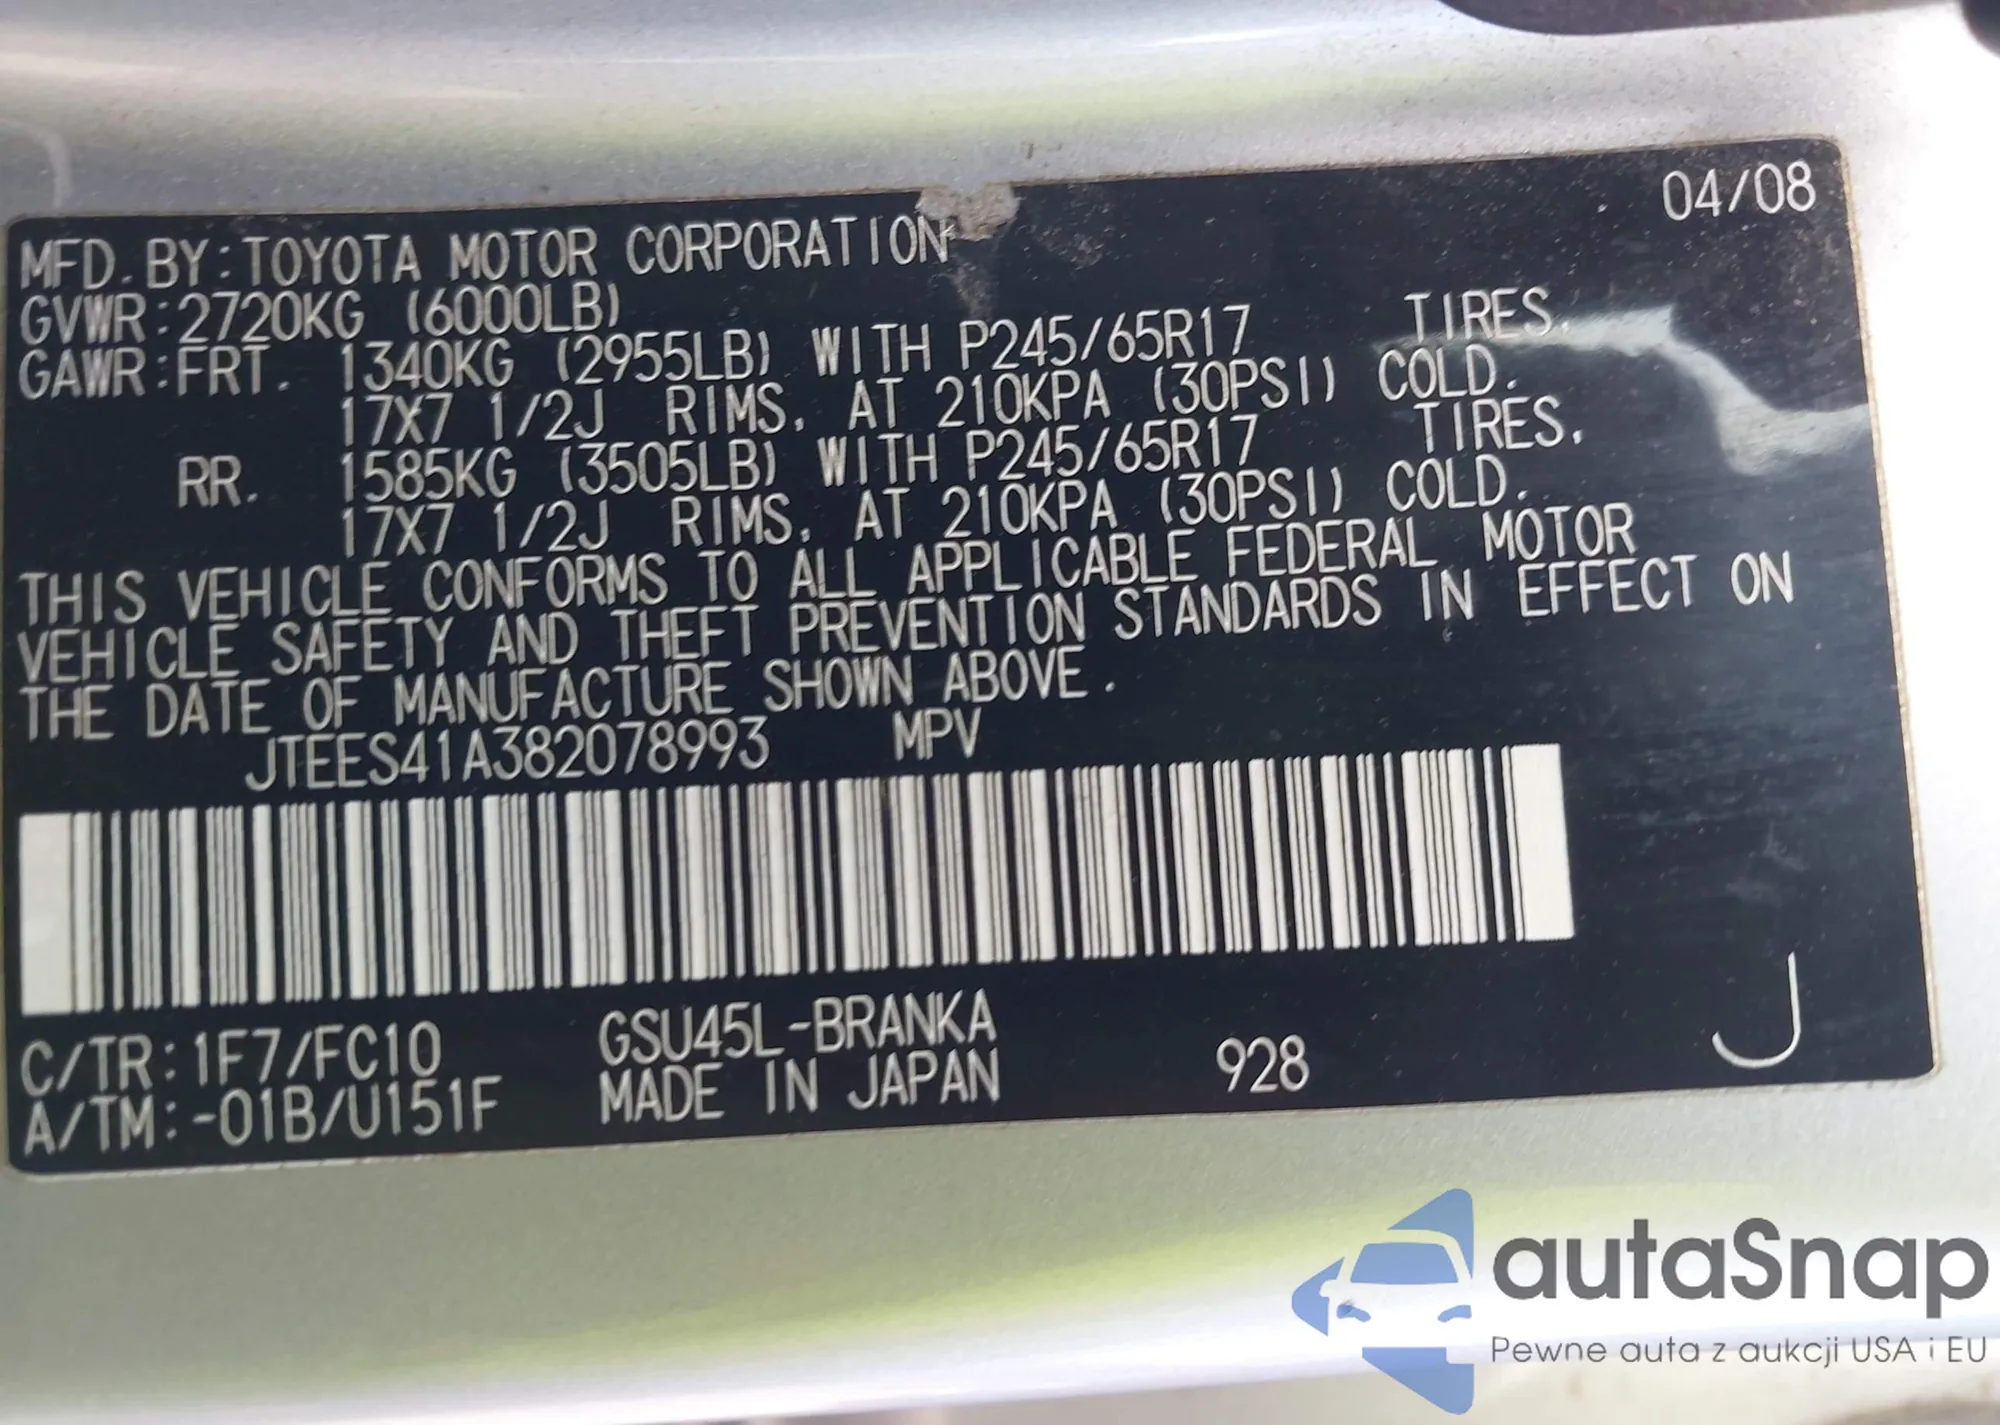 04/08
MFD. BY: TOYOTA MOTOR CORPORATION
GVWR: 2720KG (6000LB)
GAWR: FRT. 1340KG (2955LB) WITH P245/65R17 TIRES,
17X7 1/2J RIMS, AT 210KPA (30PSI) COLD.
RR. 1585KG (3505LB) WITH P245/65R17 TIRES,
17X7 1/2J RIMS, AT 210KPA (30PSI) COLD.
THIS VEHICLE CONFORMS TO ALL APPLICABLE FEDERAL MOTOR
VEHICLE SAFETY AND THEFT PREVENTION STANDARDS IN EFFECT ON
THE DATE OF MANUFACTURE SHOWN ABOVE.
JTEES41A382078993 MPV
C/TR: 1F7/FC10 GSU45L-BRANKA
A/TM: -01B/U151F MADE IN JAPAN 928 J
autaSnap
Pewne auta z aukcji USA i EU